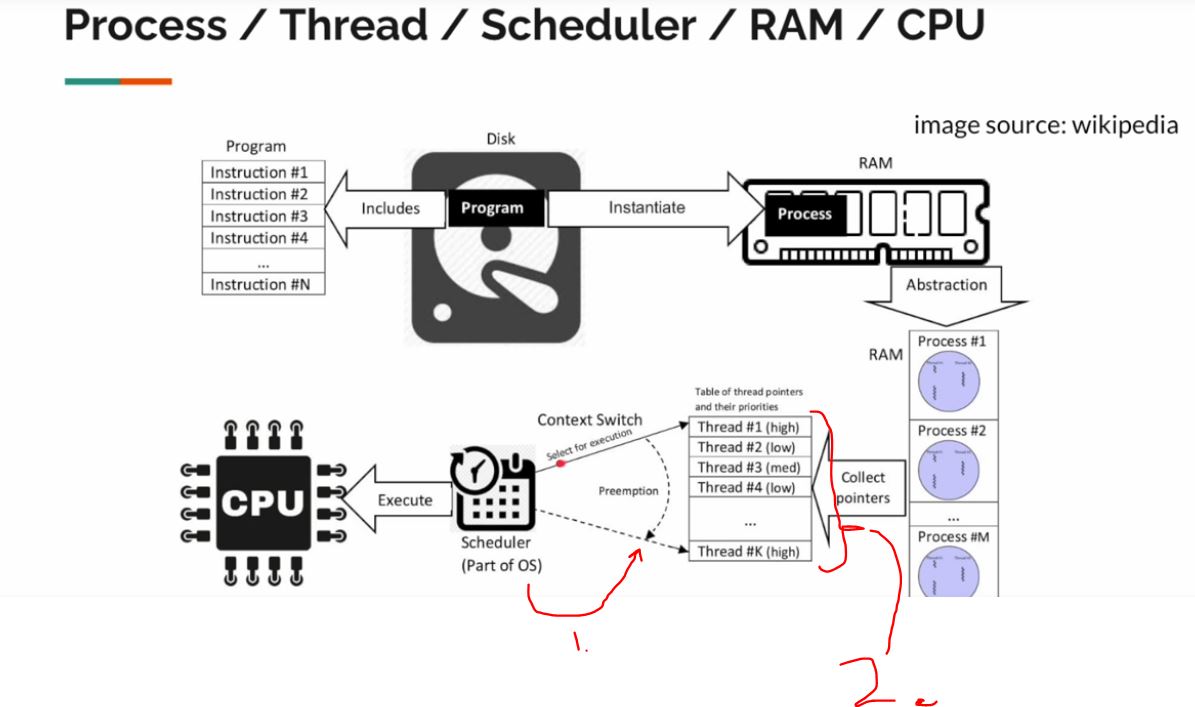 Process / Thread / Scheduler / RAM / CPU
image source: wikipedia
Program
Instruction #1
Instruction #2
Instruction #3
Instruction #4
...
Instruction #N
Includes
Disk
Program
Instantiate
RAM
Process
Abstraction
RAM
Process #1
Process #2
...
Process #M
Collect
pointers
Table of thread pointers
and their priorities
Thread #1 (high)
Thread #2 (low)
Thread #3 (med)
Thread #4 (low)
...
Thread #K (high)
Context Switch
Select for execution
Preemption
Scheduler
(Part of OS)
Execute
CPU
1.
2.